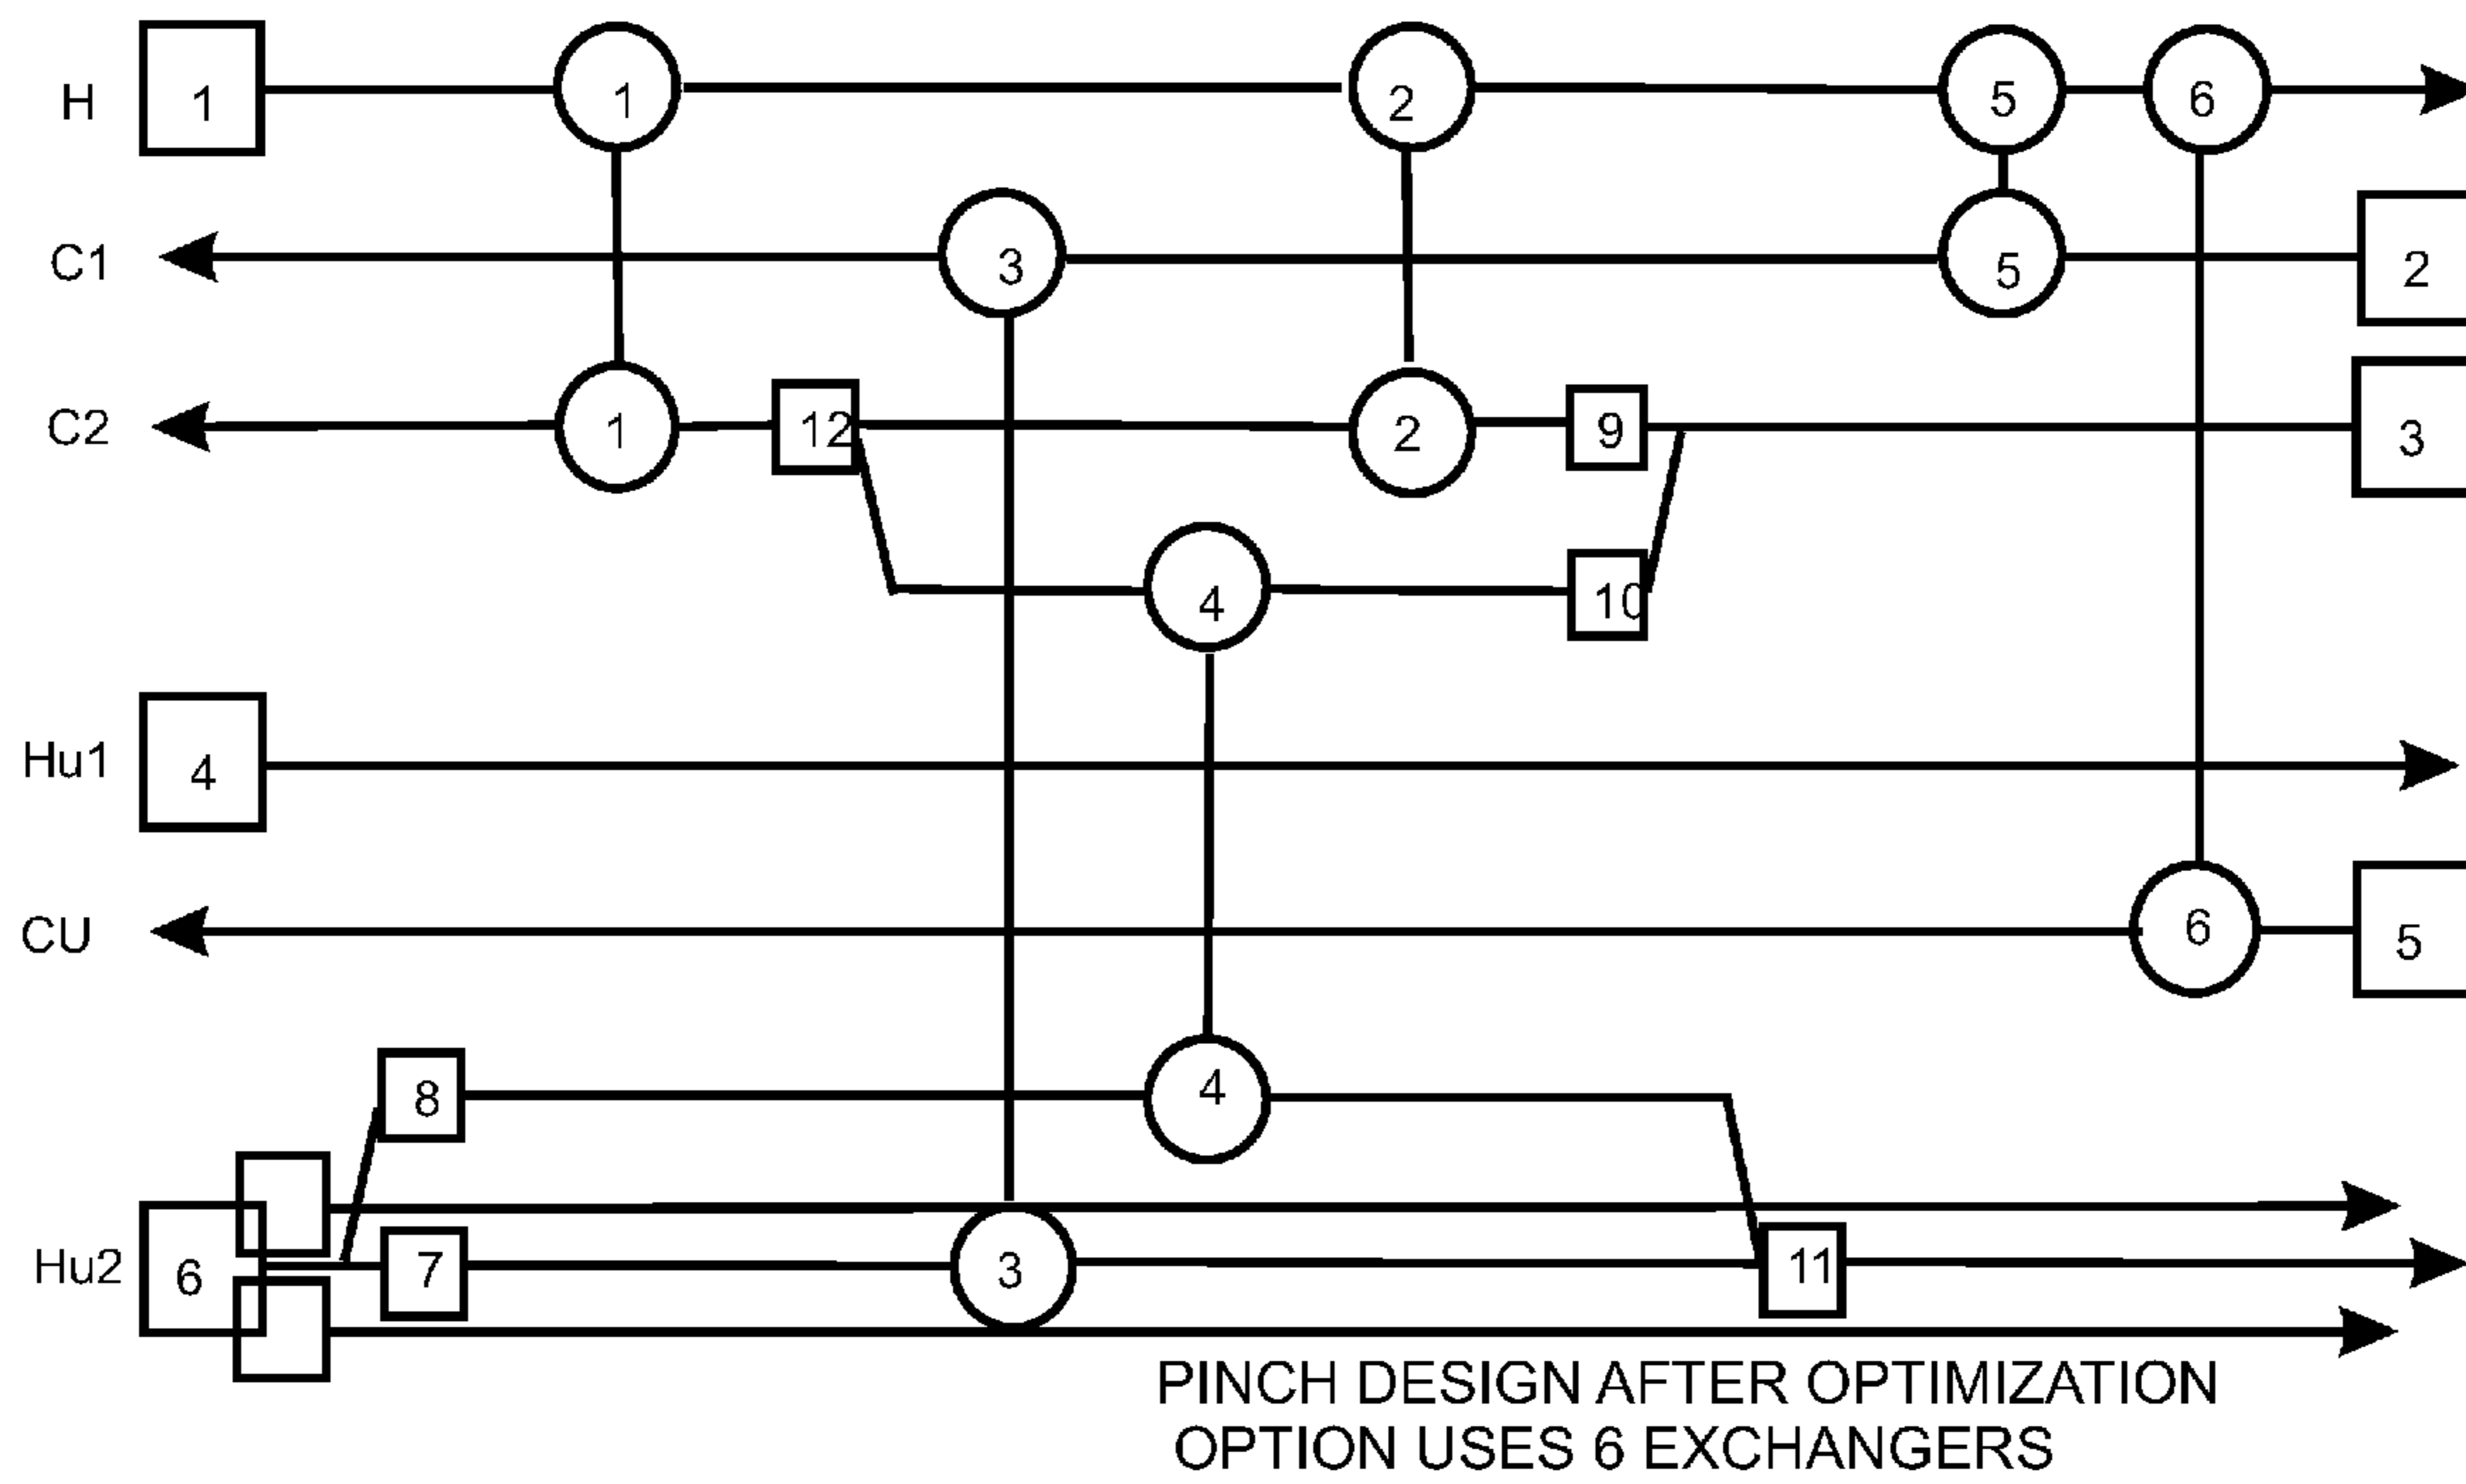 H 1 1 2 5 6
C1 3 5 2
C2 1 12 2 9 3
4 10
Hu1 4
CU 6 5
8 4
Hu2 6 7 3 11
PINCH DESIGN AFTER OPTIMIZATION
OPTION USES 6 EXCHANGERS